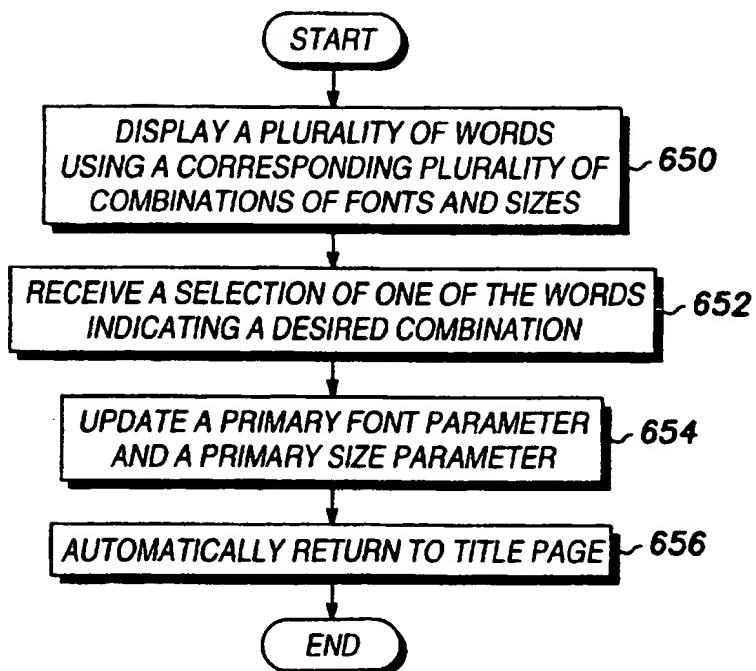 START
DISPLAY A PLURALITY OF WORDS
USING A CORRESPONDING PLURALITY OF
COMBINATIONS OF FONTS AND SIZES
650
RECEIVE A SELECTION OF ONE OF THE WORDS
INDICATING A DESIRED COMBINATION
652
UPDATE A PRIMARY FONT PARAMETER
AND A PRIMARY SIZE PARAMETER
654
AUTOMATICALLY RETURN TO TITLE PAGE
656
END